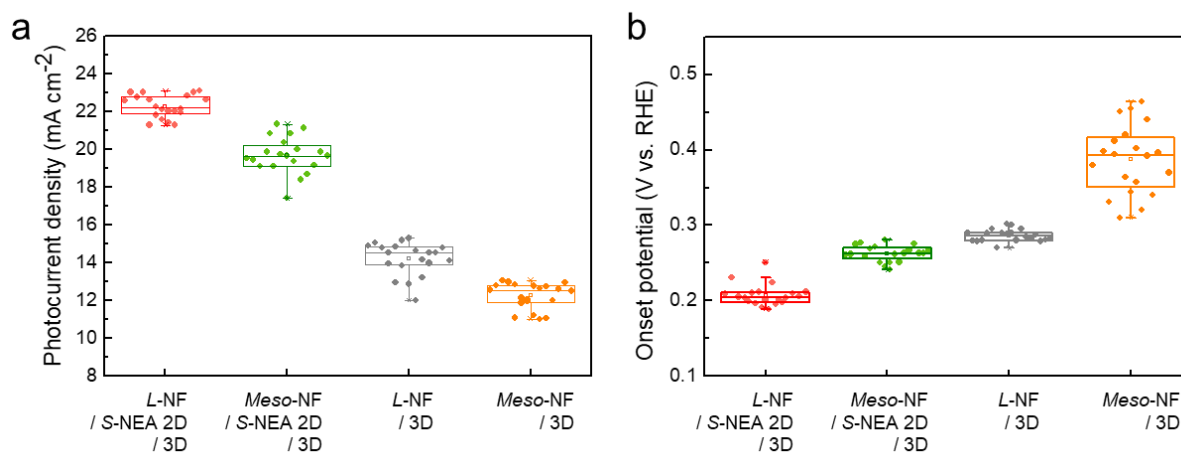 a
Photocurrent density (mA cm⁻²)
26
24
22
20
18
16
14
12
10
8
L-NF
/ S-NEA 2D
/ 3D
Meso-NF
/ S-NEA 2D
/ 3D
L-NF
/ 3D
Meso-NF
/ 3D
b
Onset potential (V vs. RHE)
0.5
0.4
0.3
0.2
0.1
L-NF
/ S-NEA 2D
/ 3D
Meso-NF
/ S-NEA 2D
/ 3D
L-NF
/ 3D
Meso-NF
/ 3D